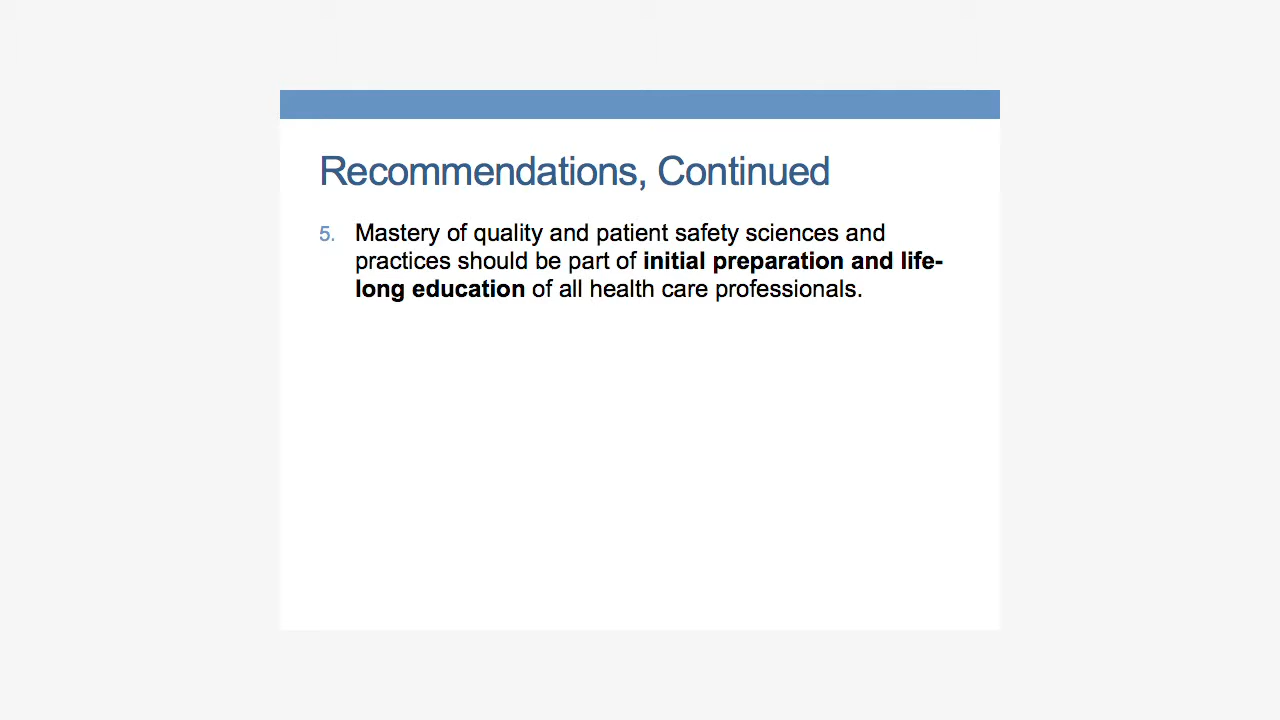 Recommendations, Continued
5. Mastery of quality and patient safety sciences and
practices should be part of initial preparation and life-
long education of all health care professionals.